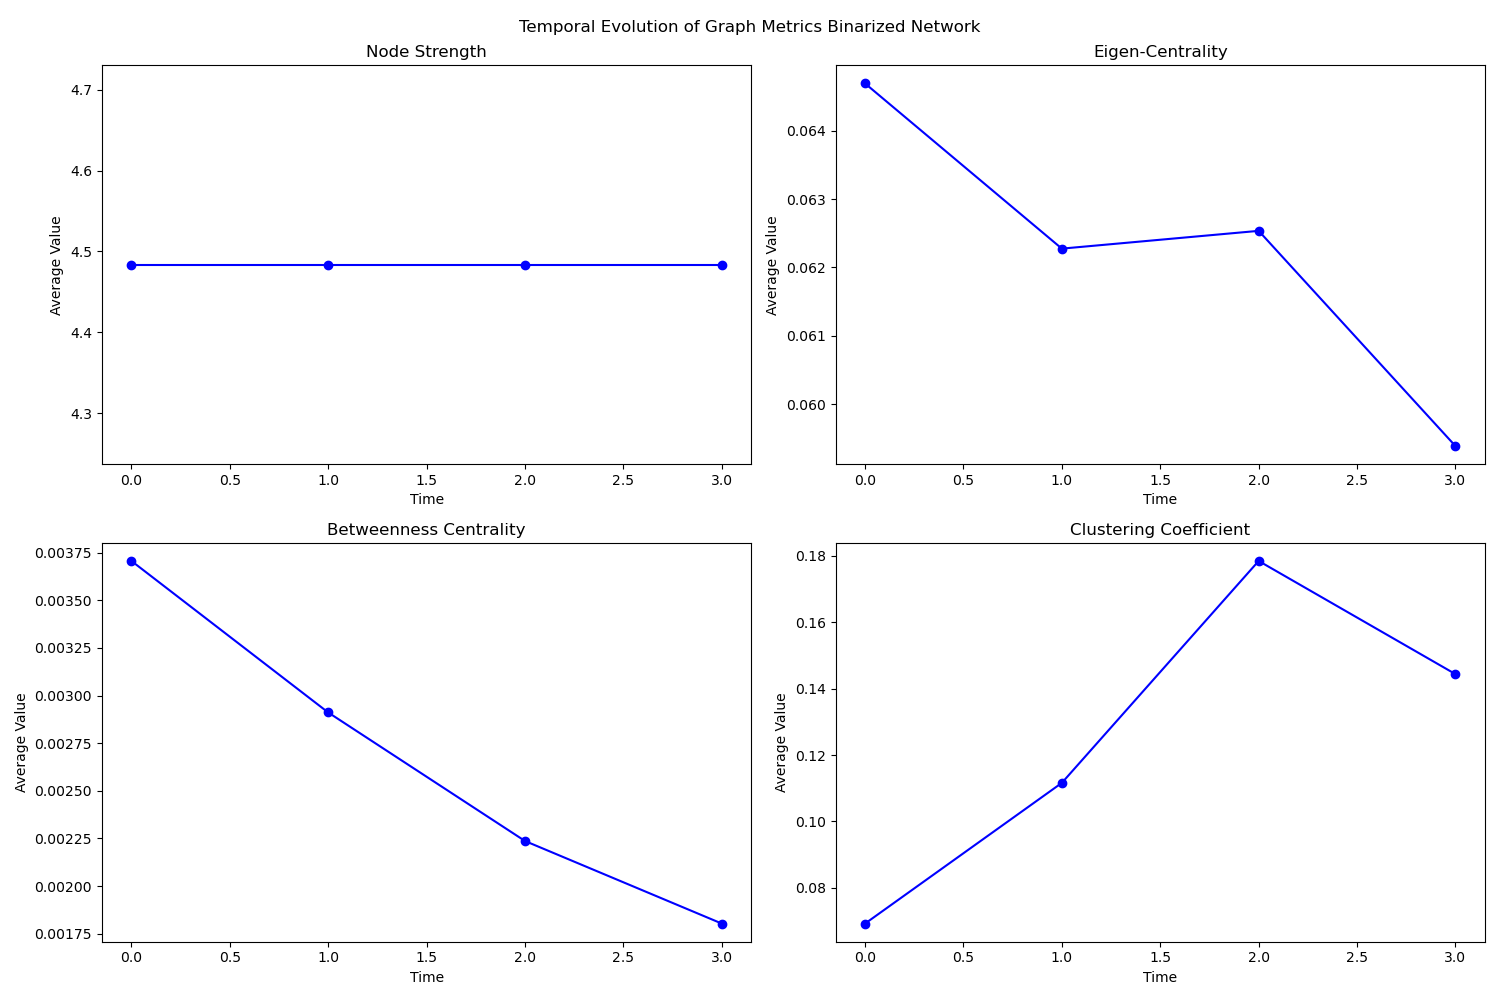 Temporal Evolution of Graph Metrics Binarized Network
Node Strength
Average Value
4.7
4.6
4.5
4.4
4.3
0.0 0.5 1.0 1.5 2.0 2.5 3.0
Time
Eigen-Centrality
Average Value
0.064
0.063
0.062
0.061
0.060
0.0 0.5 1.0 1.5 2.0 2.5 3.0
Time
Betweenness Centrality
Average Value
0.00375
0.00350
0.00325
0.00300
0.00275
0.00250
0.00225
0.00200
0.00175
0.0 0.5 1.0 1.5 2.0 2.5 3.0
Time
Clustering Coefficient
Average Value
0.18
0.16
0.14
0.12
0.10
0.08
0.0 0.5 1.0 1.5 2.0 2.5 3.0
Time